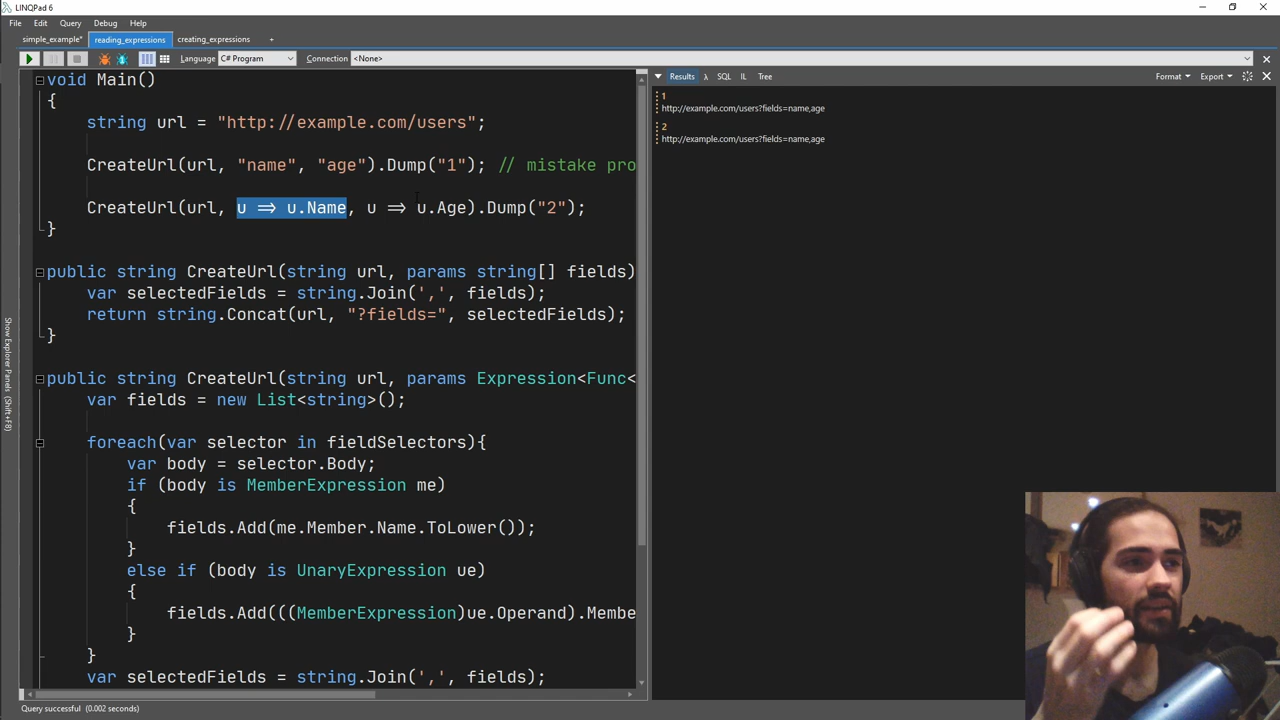 LINQPad 6
File Edit Query Debug Help
simple_example* reading_expressions creating_expressions +
Language C# Program Connection <None>
void Main()
{
string url = "http://example.com/users";
CreateUrl(url, "name", "age").Dump("1"); // mistake pro
CreateUrl(url, u => u.Name, u => u.Age).Dump("2");
}
public string CreateUrl(string url, params string[] fields)
var selectedFields = string.Join(',', fields);
return string.Concat(url, "?fields=", selectedFields);
}
public string CreateUrl(string url, params Expression<Func<
var fields = new List<string>();
foreach(var selector in fieldSelectors){
var body = selector.Body;
if (body is MemberExpression me)
{
fields.Add(me.Member.Name.ToLower());
}
else if (body is UnaryExpression ue)
{
fields.Add(((MemberExpression)ue.Operand).Membe
}
}
var selectedFields = string.Join(',', fields);
Show Explorer Panels (Shift+F8)
Results λ SQL IL Tree
Format Export
1
http://example.com/users?fields=name,age
2
http://example.com/users?fields=name,age
Query successful (0.002 seconds)